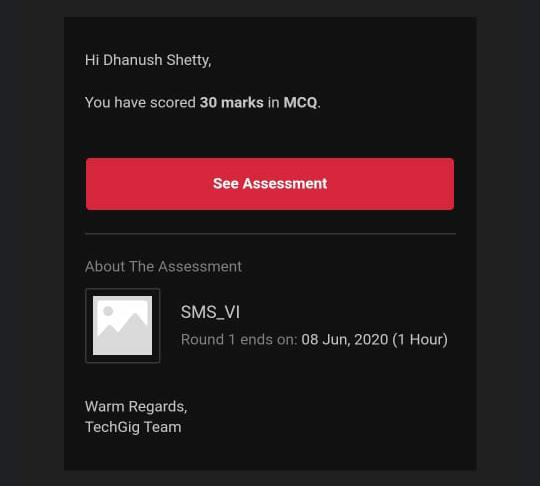 Hi Dhanush Shetty,
You have scored 30 marks in MCQ.
See Assessment
About The Assessment
SMS_VI
Round 1 ends on: 08 Jun, 2020 (1 Hour)
Warm Regards,
TechGig Team